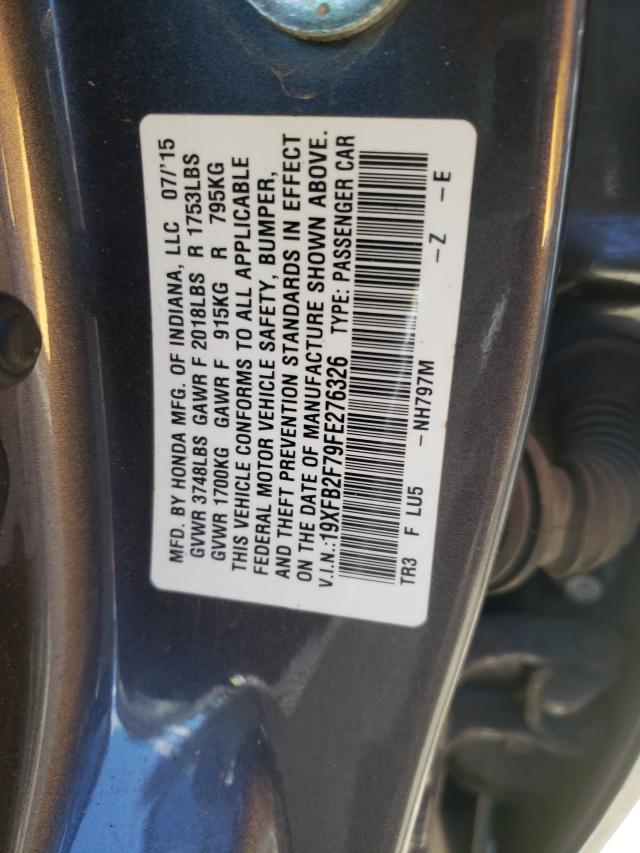 MFD. BY HONDA MFG. OF INDIANA, LLC 07/'15
GVWR 3748LBS GAWR F 2018LBS R 1753LBS
GVWR 1700KG GAWR F 915KG R 795KG
THIS VEHICLE CONFORMS TO ALL APPLICABLE
FEDERAL MOTOR VEHICLE SAFETY, BUMPER,
AND THEFT PREVENTION STANDARDS IN EFFECT
ON THE DATE OF MANUFACTURE SHOWN ABOVE.
V.I.N.:19XFB2F79FE276326 TYPE: PASSENGER CAR
TR3 F LU5 -NH797M -Z -E